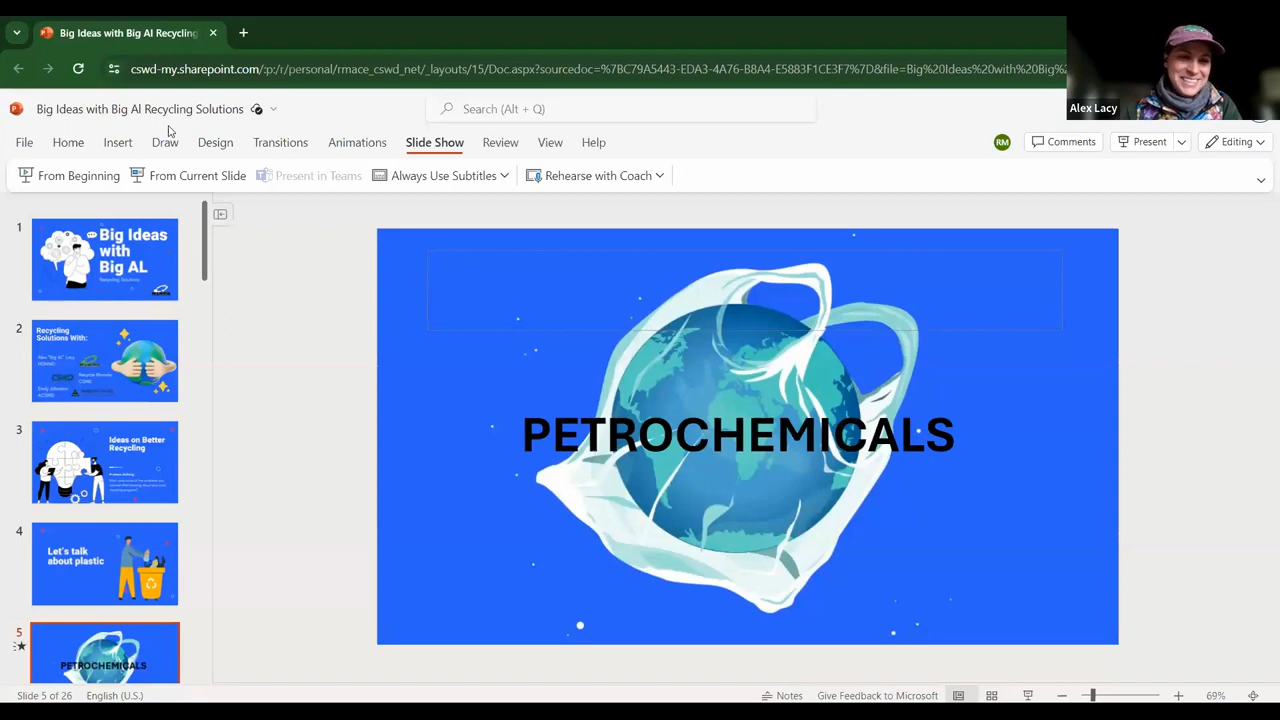 Big Ideas with Big AI Recycling
cswd-my.sharepoint.com/:p:/r/personal/rmace_cswd_net/_layouts/15/Doc.aspx?sourcedoc=%7BC79A5443-EDA3-4A76-B8A4-E5883F1CE3F7%7D&file=Big%20Ideas%20with%20Big%
Alex Lacy
Big Ideas with Big AI Recycling Solutions
Search (Alt + Q)
File Home Insert Draw Design Transitions Animations Slide Show Review View Help
RM Comments Present Editing
From Beginning From Current Slide Present in Teams Always Use Subtitles Rehearse with Coach
1
Big Ideas
with
Big AL
Recycling Solutions
2
Recycling
Solutions With:
3
Ideas on Better
Recycling
4
Let's talk
about plastic
5
PETROCHEMICALS
PETROCHEMICALS
Slide 5 of 26 English (U.S.) Notes Give Feedback to Microsoft 69%